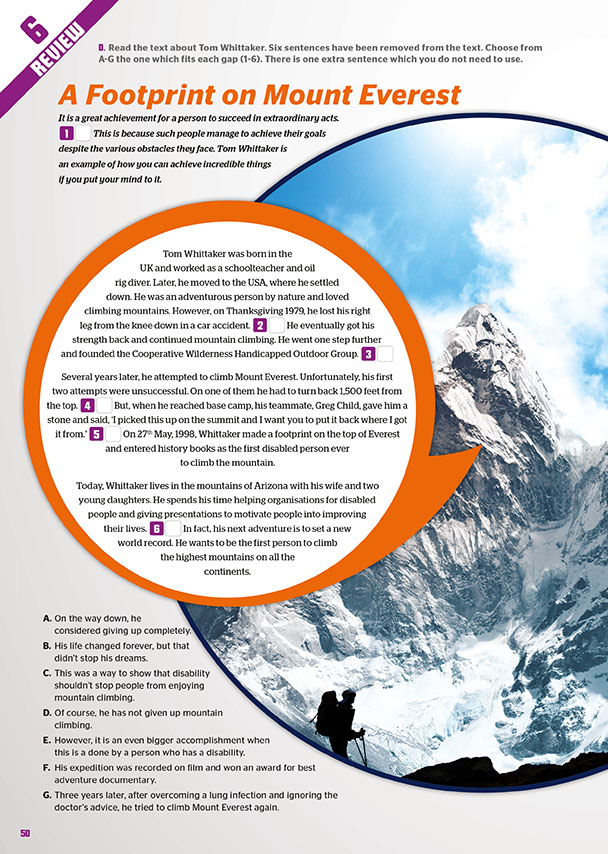 6
REVIEW
D. Read the text about Tom Whittaker. Six sentences have been removed from the text. Choose from
A-G the one which fits each gap (1-6). There is one extra sentence which you do not need to use.
A Footprint on Mount Everest
It is a great achievement for a person to succeed in extraordinary acts.
1 This is because such people manage to achieve their goals
despite the various obstacles they face. Tom Whittaker is
an example of how you can achieve incredible things
if you put your mind to it.
Tom Whittaker was born in the
UK and worked as a schoolteacher and oil
rig diver. Later, he moved to the USA, where he settled
down. He was an adventurous person by nature and loved
climbing mountains. However, on Thanksgiving 1979, he lost his right
leg from the knee down in a car accident. 2 He eventually got his
strength back and continued mountain climbing. He went one step further
and founded the Cooperative Wilderness Handicapped Outdoor Group. 3
Several years later, he attempted to climb Mount Everest. Unfortunately, his first
two attempts were unsuccessful. On one of them he had to turn back 1,500 feet from
the top. 4 But, when he reached base camp, his teammate, Greg Child, gave him a
stone and said, 'I picked this up on the summit and I want you to put it back where I got
it from.' 5 On 27th May, 1998, Whittaker made a footprint on the top of Everest
and entered history books as the first disabled person ever
to climb the mountain.
Today, Whittaker lives in the mountains of Arizona with his wife and two
young daughters. He spends his time helping organisations for disabled
people and giving presentations to motivate people into improving
their lives. 6 In fact, his next adventure is to set a new
world record. He wants to be the first person to climb
the highest mountains on all the
continents.
A. On the way down, he
considered giving up completely.
B. His life changed forever, but that
didn't stop his dreams.
C. This was a way to show that disability
shouldn't stop people from enjoying
mountain climbing.
D. Of course, he has not given up mountain
climbing.
E. However, it is an even bigger accomplishment when
this is a done by a person who has a disability.
F. His expedition was recorded on film and won an award for best
adventure documentary.
G. Three years later, after overcoming a lung infection and ignoring the
doctor's advice, he tried to climb Mount Everest again.
50